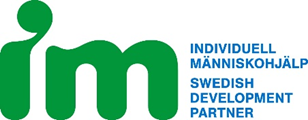 im
INDIVIDUELL
MÄNNISKOHJÄLP
SWEDISH
DEVELOPMENT
PARTNER